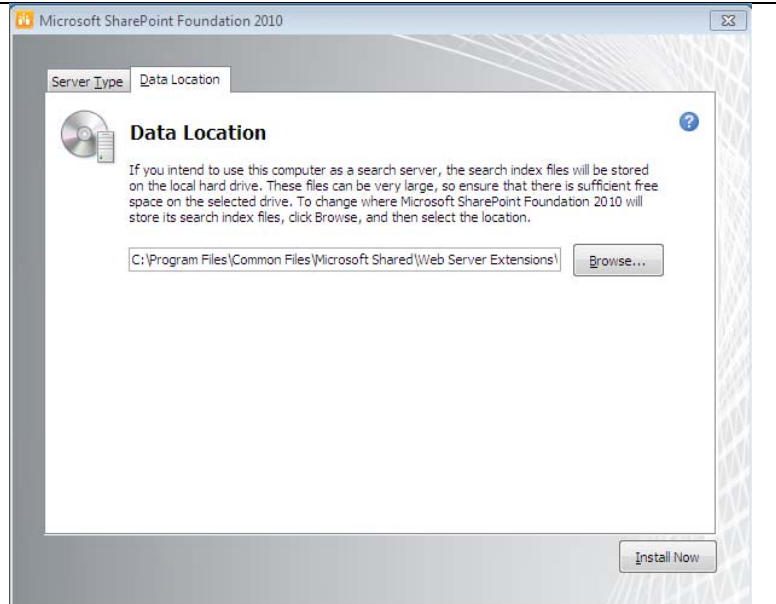 Microsoft SharePoint Foundation 2010
Server Type
Data Location
Data Location
If you intend to use this computer as a search server, the search index files will be stored
on the local hard drive. These files can be very large, so ensure that there is sufficient free
space on the selected drive. To change where Microsoft SharePoint Foundation 2010 will
store its search index files, click Browse, and then select the location.
C:\Program Files\Common Files\Microsoft Shared\Web Server Extensions\
Browse...
Install Now